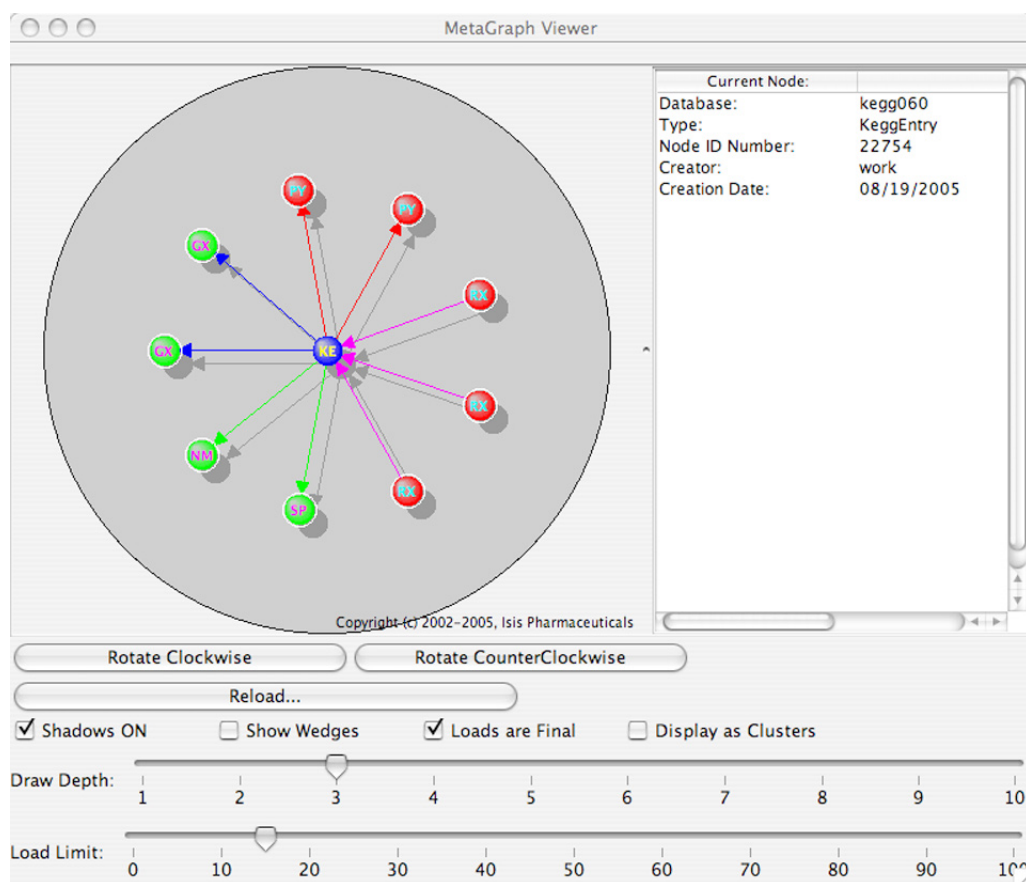 MetaGraph Viewer
Current Node:
Database: kegg060
Type: KeggEntry
Node ID Number: 22754
Creator: work
Creation Date: 08/19/2005
PY
PY
GX
RX
GX
KE
RX
NM
RX
SP
Copyright (c) 2002-2005, Isis Pharmaceuticals
Rotate Clockwise Rotate CounterClockwise
Reload...
Shadows ON Show Wedges Loads are Final Display as Clusters
Draw Depth:
1 2 3 4 5 6 7 8 9 10
Load Limit:
0 10 20 30 40 50 60 70 80 90 100